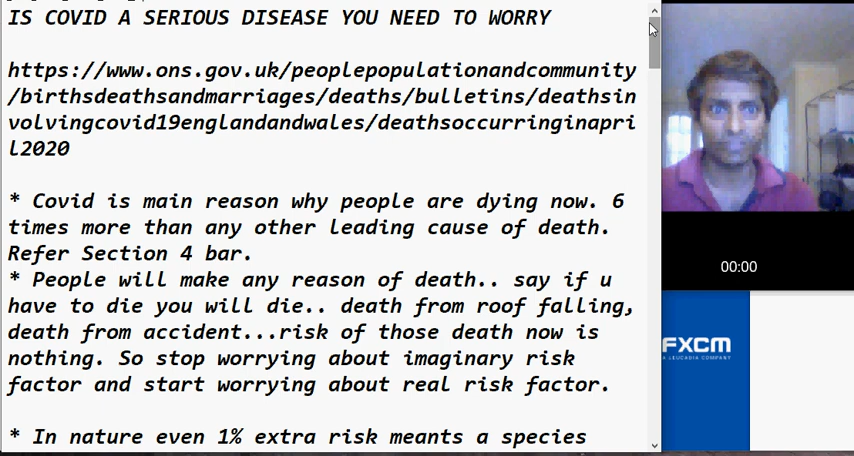 IS COVID A SERIOUS DISEASE YOU NEED TO WORRY
https://www.ons.gov.uk/peoplepopulationandcommunity
/birthsdeathsandmarriages/deaths/bulletins/deathsin
volvingcovid19englandandwales/deathsoccurringinapri
l2020
* Covid is main reason why people are dying now. 6
times more than any other leading cause of death.
Refer Section 4 bar.
* People will make any reason of death.. say if u
have to die you will die.. death from roof falling,
death from accident...risk of those death now is
nothing. So stop worrying about imaginary risk
factor and start worrying about real risk factor.
* In nature even 1% extra risk meants a species
00:00
FXCM
A LEUCADIA COMPANY